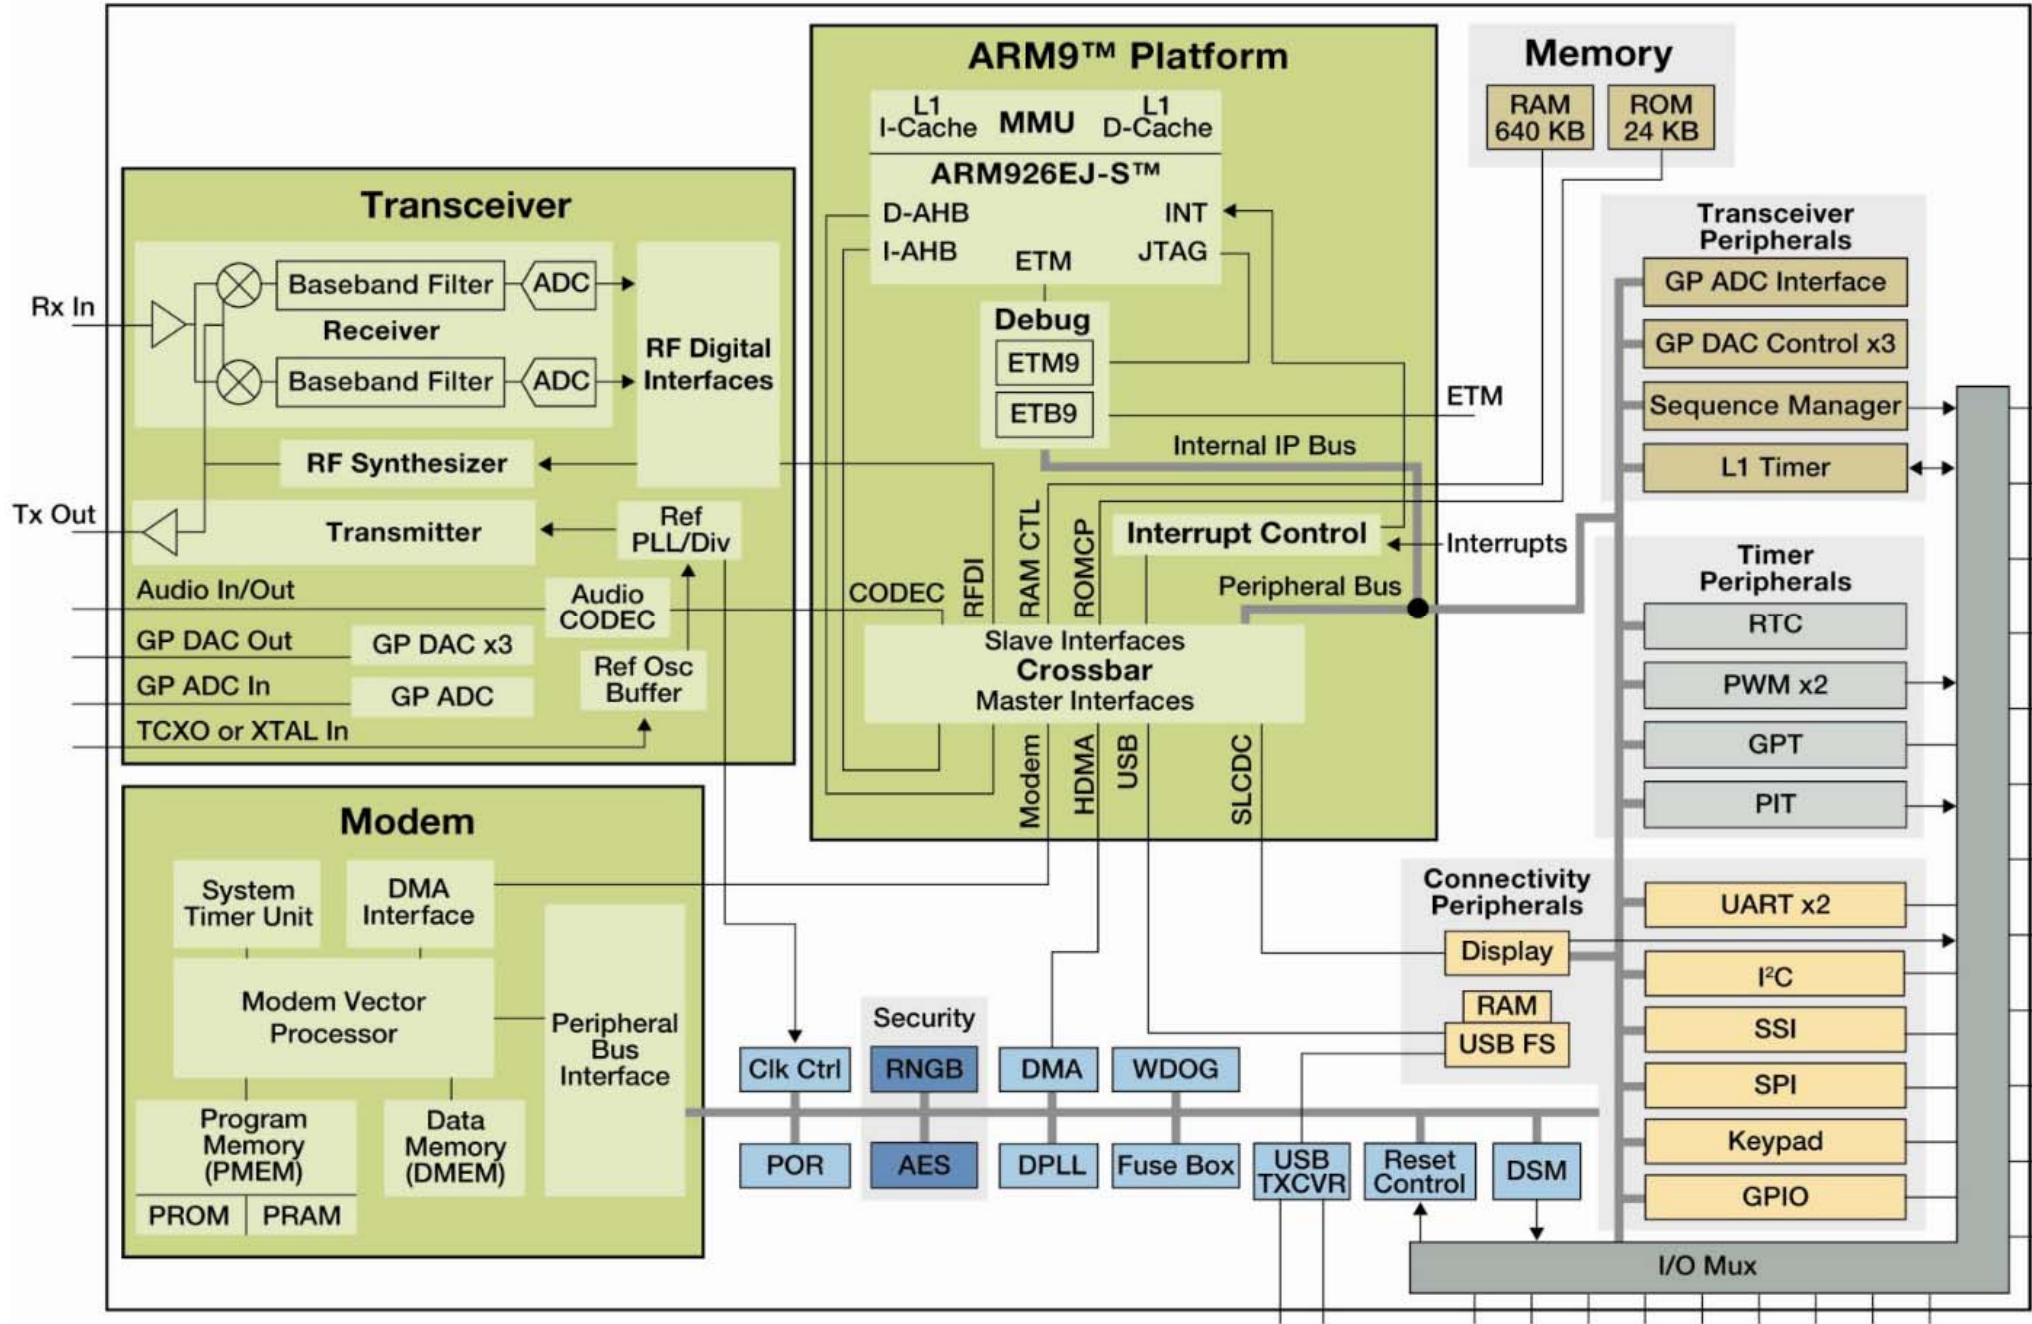 ARM9™ Platform
L1
I-Cache
MMU
L1
D-Cache
ARM926EJ-S™
D-AHB
INT
I-AHB
JTAG
ETM
Debug
ETM9
ETB9
ETM
Internal IP Bus
RAM CTL
ROMCP
Interrupt Control
Interrupts
Peripheral Bus
CODEC
RFDI
Slave Interfaces
Crossbar
Master Interfaces
Modem
HDMA
USB
SLCDC
Memory
RAM
640 KB
ROM
24 KB
Transceiver
Rx In
Baseband Filter
ADC
Receiver
Baseband Filter
ADC
RF Digital
Interfaces
RF Synthesizer
Tx Out
Transmitter
Ref
PLL/Div
Audio In/Out
Audio
CODEC
GP DAC Out
GP DAC x3
Ref Osc
Buffer
GP ADC In
GP ADC
TCXO or XTAL In
Modem
System
Timer Unit
DMA
Interface
Modem Vector
Processor
Peripheral
Bus
Interface
Program
Memory
(PMEM)
Data
Memory
(DMEM)
PROM
PRAM
Security
Clk Ctrl
RNGB
DMA
WDOG
POR
AES
DPLL
Fuse Box
USB
TXCVR
Reset
Control
DSM
Transceiver
Peripherals
GP ADC Interface
GP DAC Control x3
Sequence Manager
L1 Timer
Timer
Peripherals
RTC
PWM x2
GPT
PIT
Connectivity
Peripherals
UART x2
Display
I²C
RAM
USB FS
SSI
SPI
Keypad
GPIO
I/O Mux